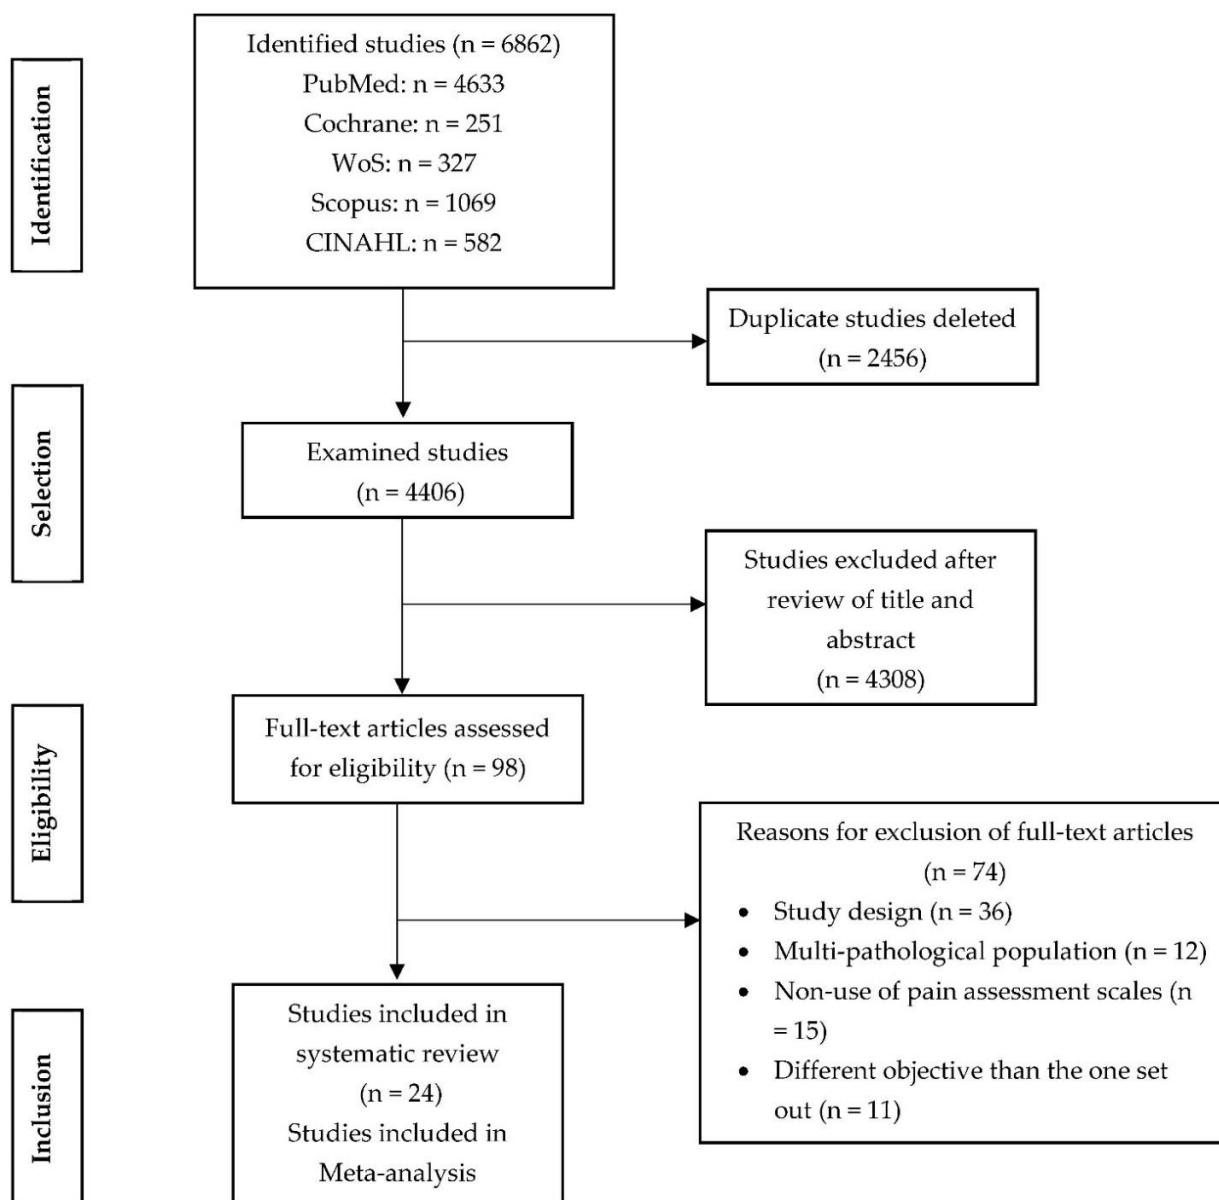 Identification
Identified studies (n = 6862)
PubMed: n = 4633
Cochrane: n = 251
WoS: n = 327
Scopus: n = 1069
CINAHL: n = 582
Duplicate studies deleted
(n = 2456)
Selection
Examined studies
(n = 4406)
Studies excluded after
review of title and
abstract
(n = 4308)
Eligibility
Full-text articles assessed
for eligibility (n = 98)
Reasons for exclusion of full-text articles
(n = 74)
• Study design (n = 36)
• Multi-pathological population (n = 12)
• Non-use of pain assessment scales (n
= 15)
• Different objective than the one set
out (n = 11)
Inclusion
Studies included in
systematic review
(n = 24)
Studies included in
Meta-analysis